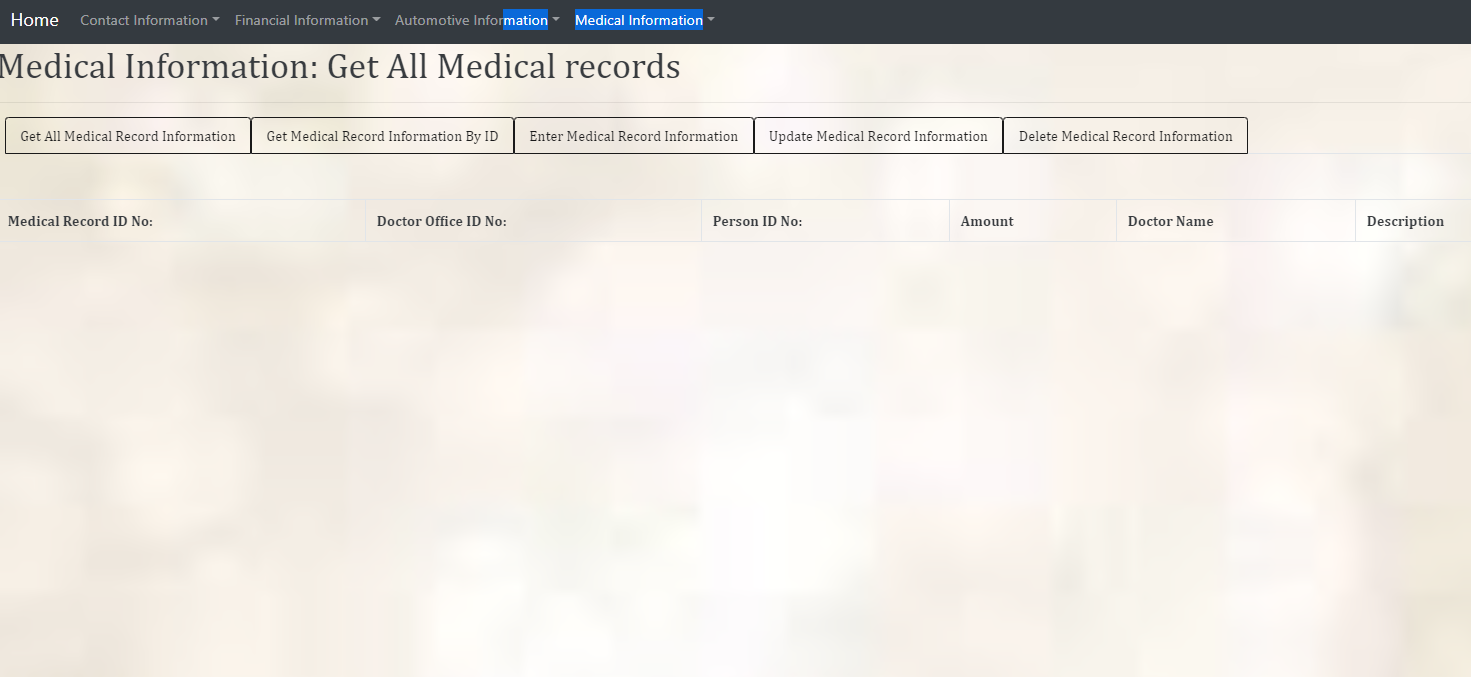 Home Contact Information Financial Information Automotive Information Medical Information
Medical Information: Get All Medical records
Get All Medical Record Information Get Medical Record Information By ID Enter Medical Record Information Update Medical Record Information Delete Medical Record Information
Medical Record ID No: Doctor Office ID No: Person ID No: Amount Doctor Name Description